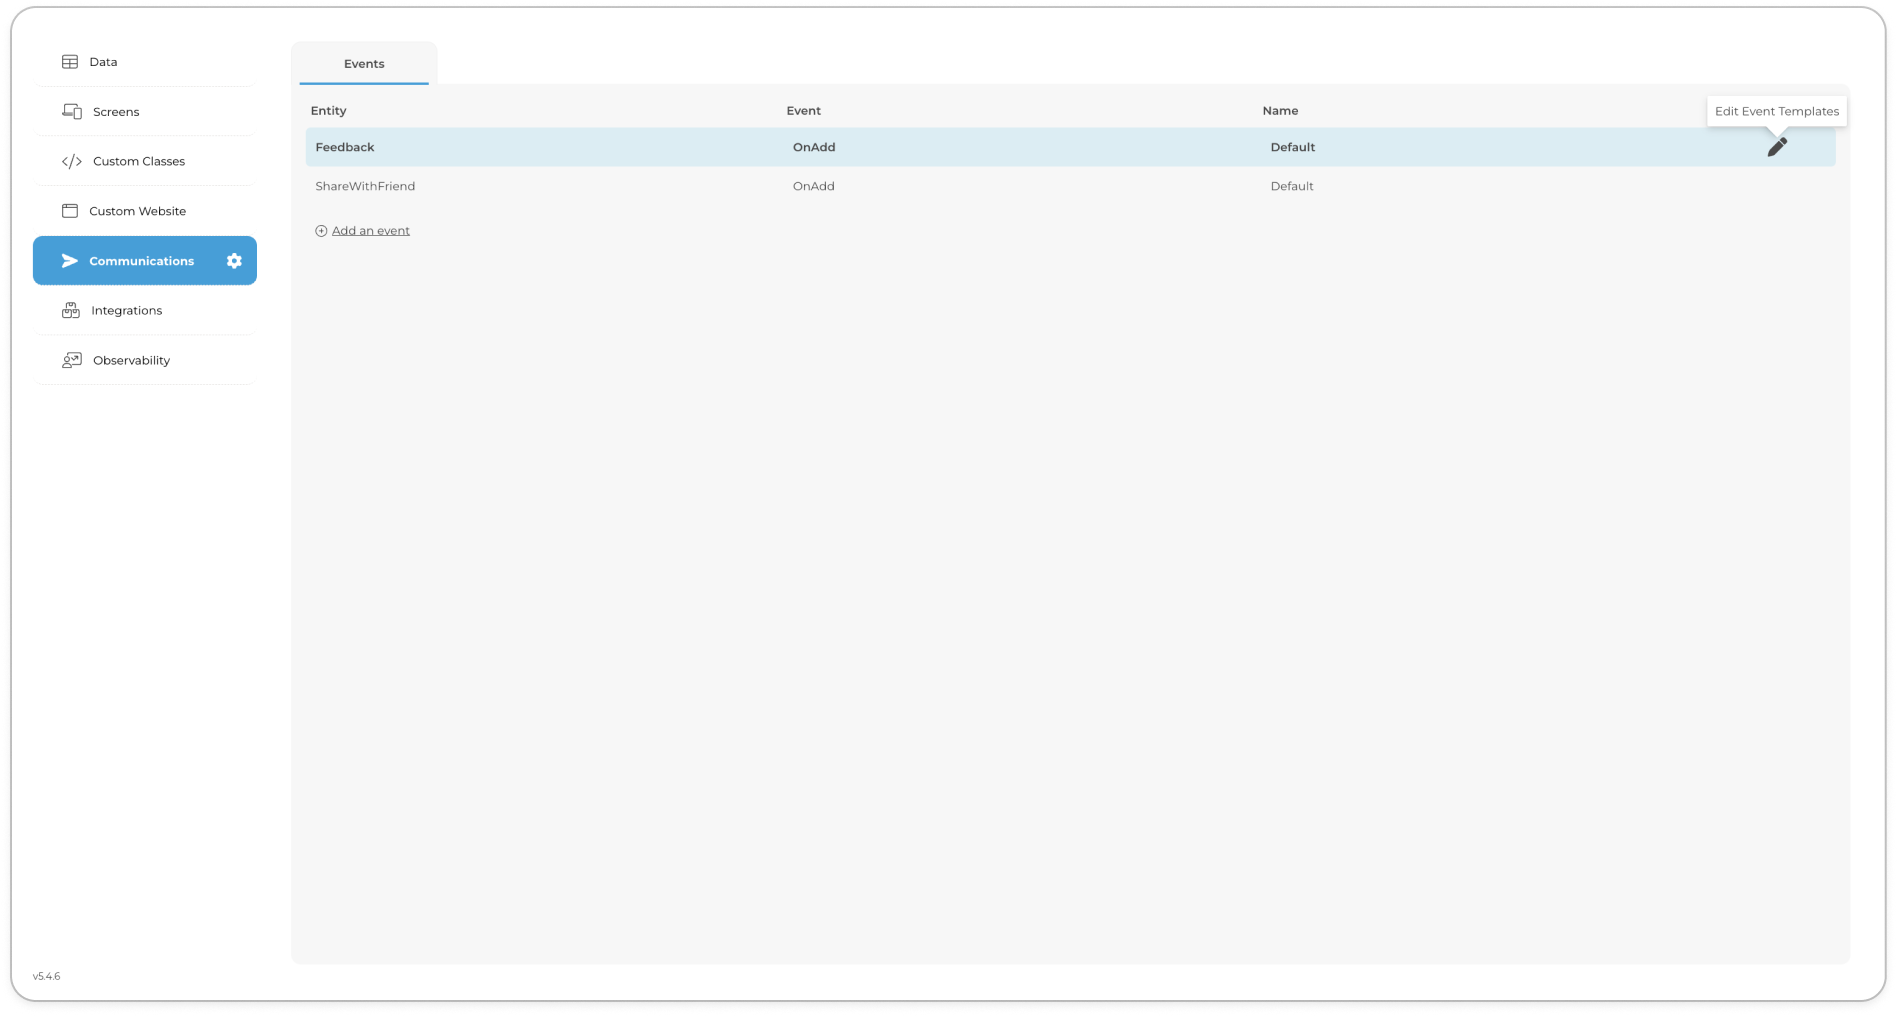 Data
Screens
Custom Classes
Custom Website
Communications
Integrations
Observability
v5.4.6
Events
Entity Event Name
Edit Event Templates
Feedback OnAdd Default
ShareWithFriend OnAdd Default
Add an event